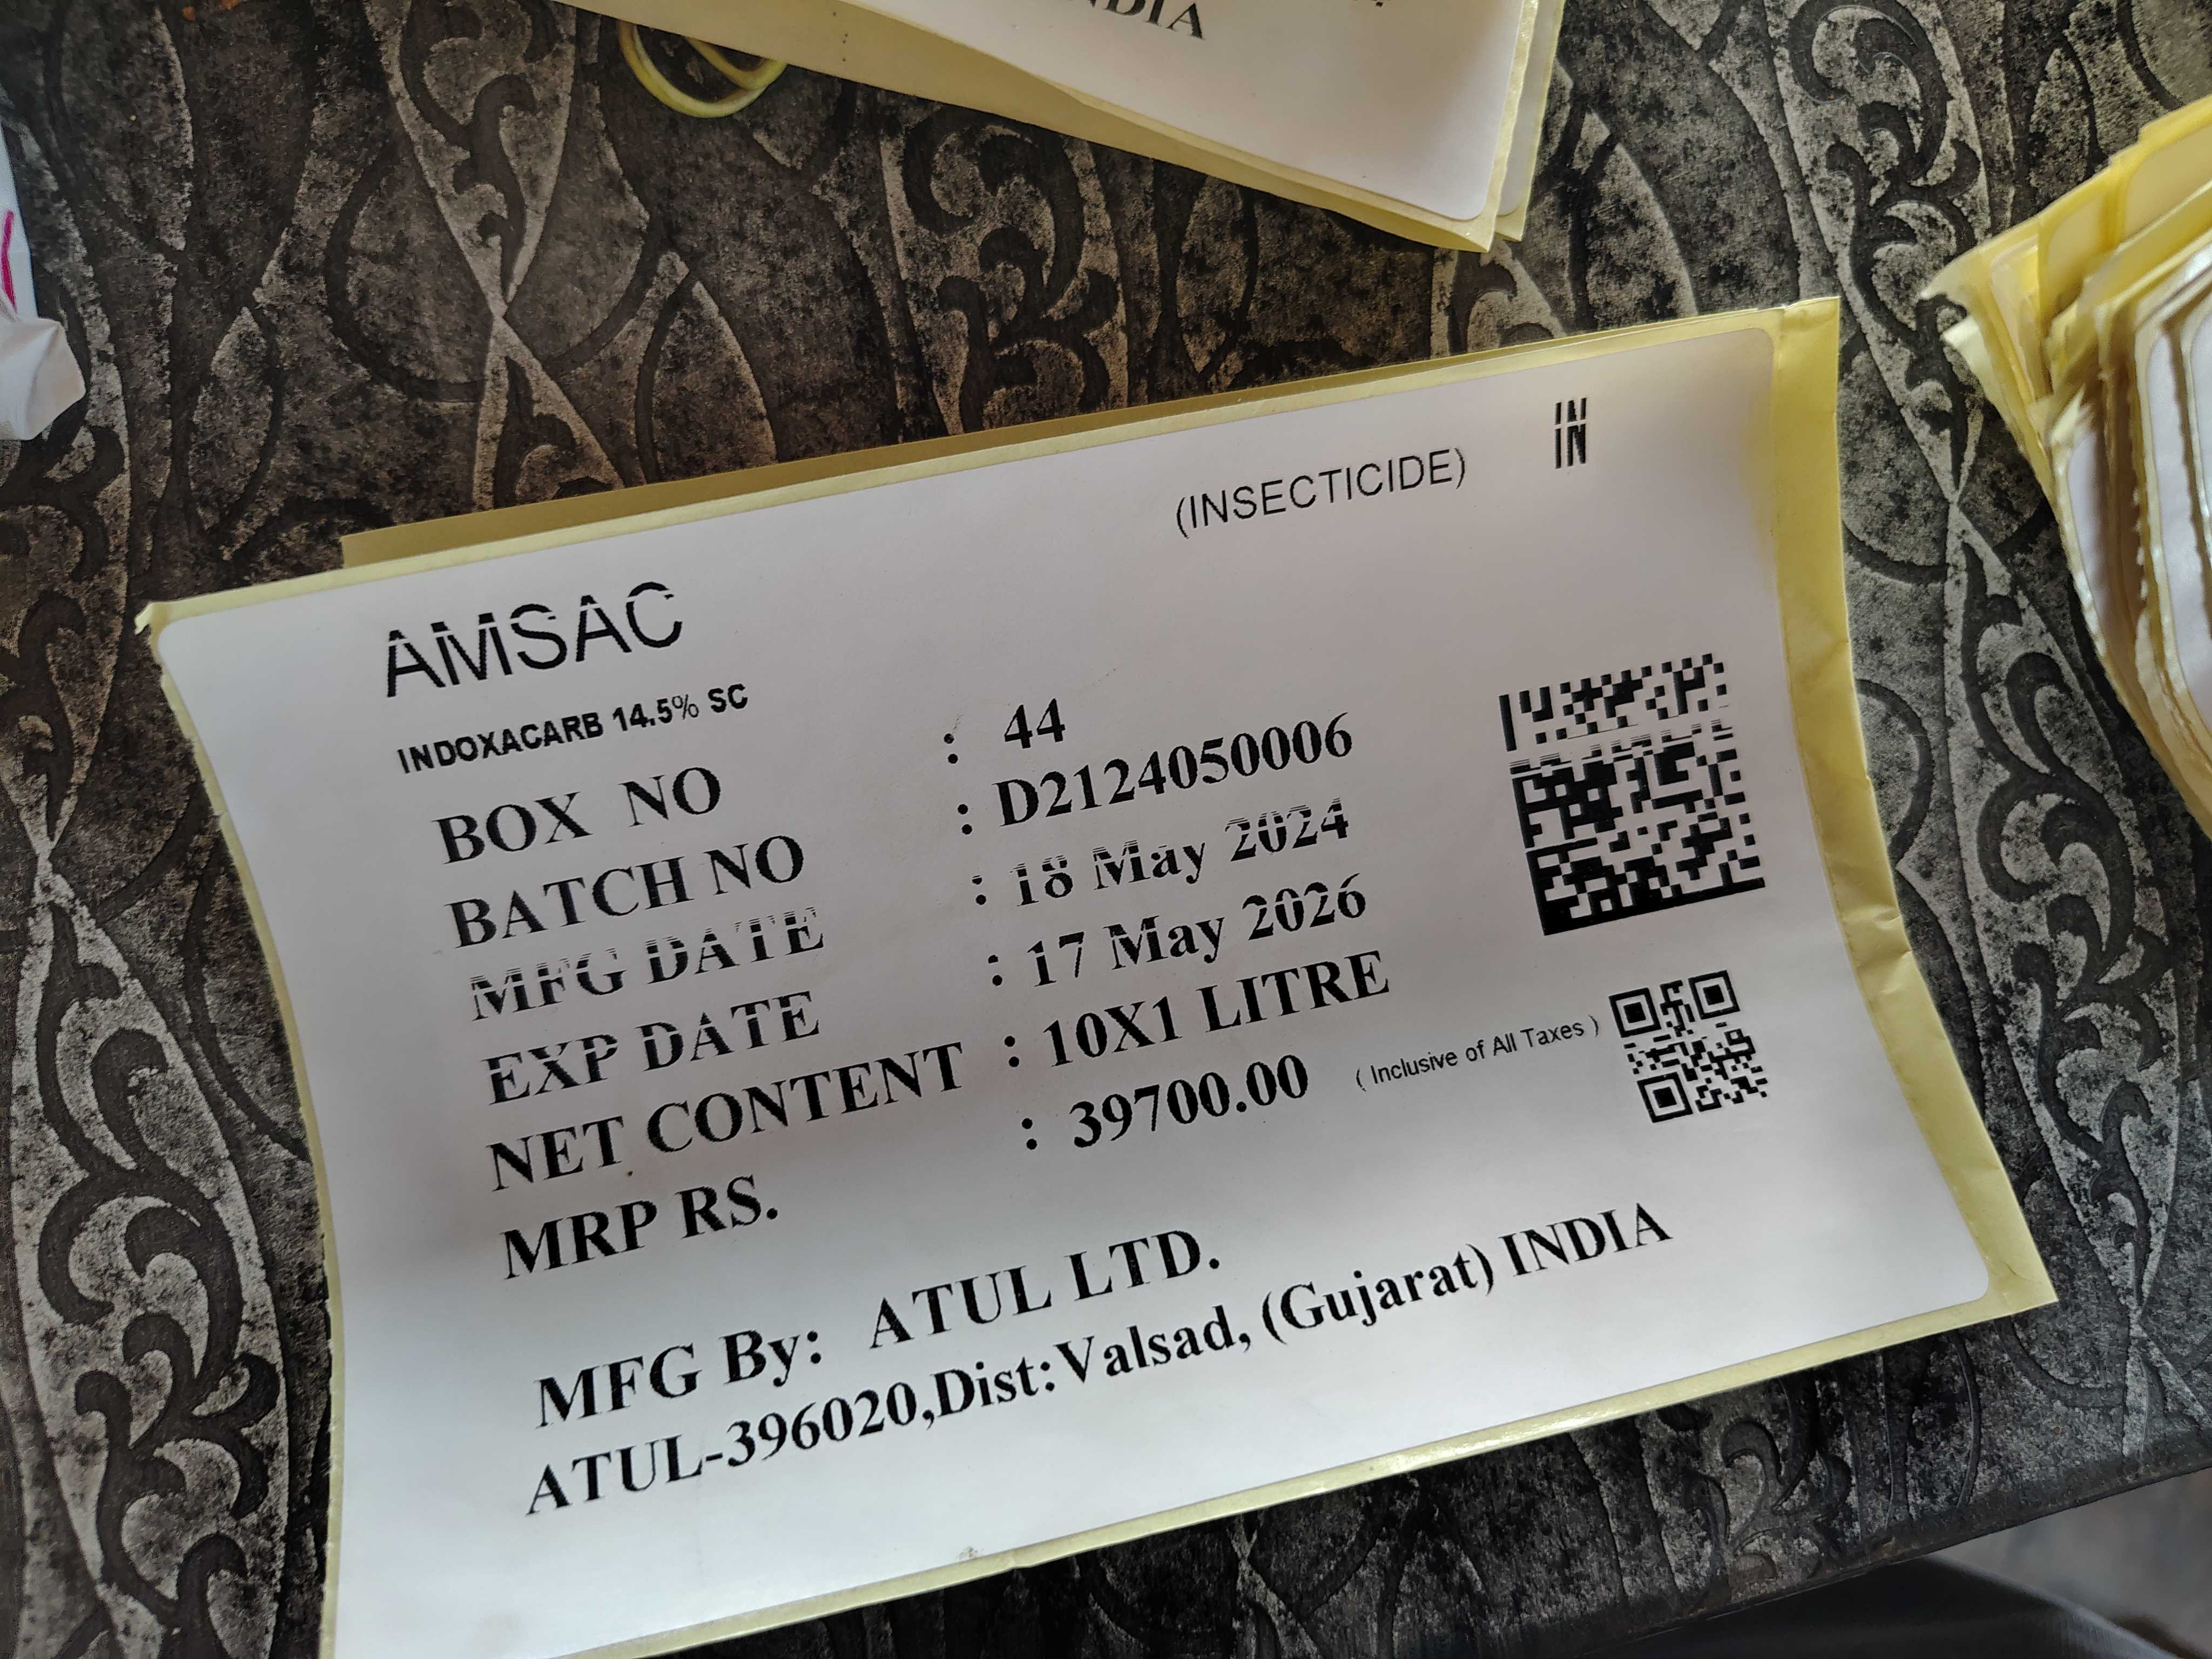 INDIA
(INSECTICIDE) IN
AMSAC
INDOXACARB 14.5% SC
BOX NO : 44
BATCH NO : D2124050006
MFG DATE : 18 May 2024
EXP DATE : 17 May 2026
NET CONTENT : 10X1 LITRE
MRP RS. : 39700.00 ( Inclusive of All Taxes )
MFG By: ATUL LTD.
ATUL-396020,Dist:Valsad, (Gujarat) INDIA